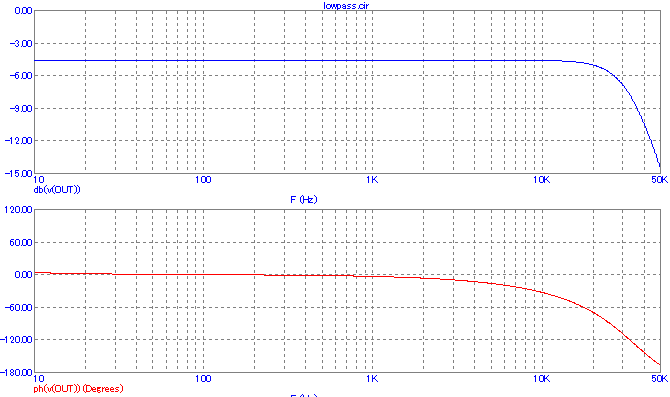 lowpass.cir
0.00
-3.00
-6.00
-9.00
-12.00
-15.00
10 100 1K 10K 50K
db(v(OUT))
F (Hz)
120.00
60.00
0.00
-60.00
-120.00
-180.00
10 100 1K 10K 50K
ph(v(OUT)) (Degrees)
F (Hz)